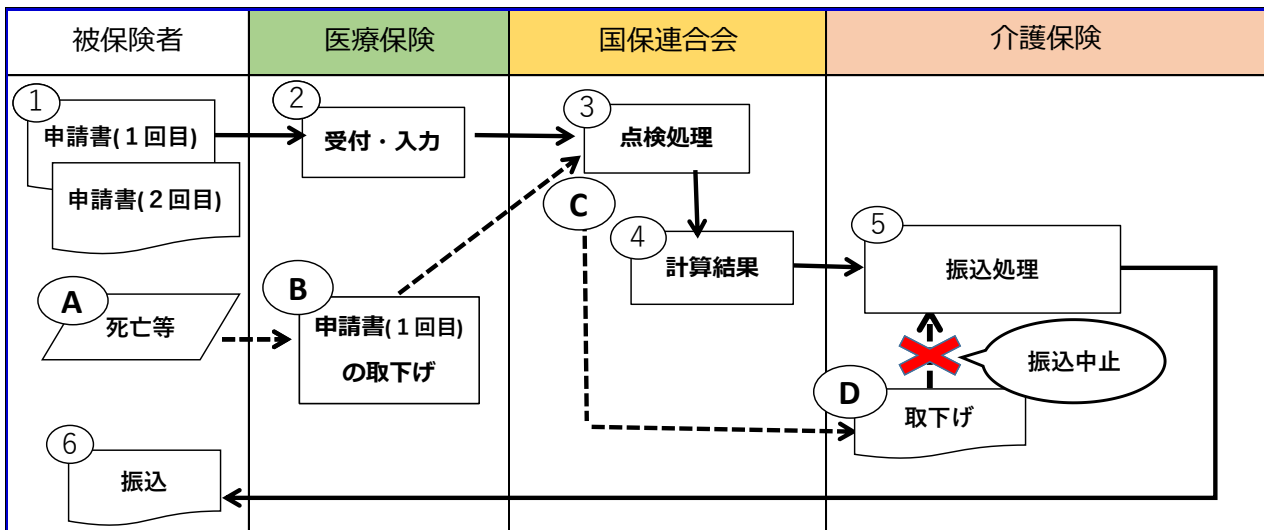 被保険者
医療保険
国保連合会
介護保険
1
申請書(1回目)
申請書(2回目)
2
受付・入力
3
点検処理
C
4
計算結果
5
振込処理
A
死亡等
B
申請書(1回目)
の取下げ
振込中止
D
取下げ
6
振込